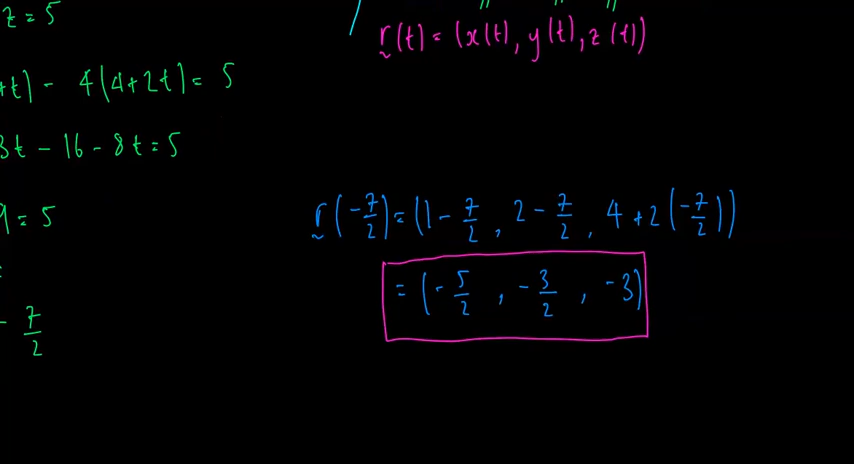 z = 5
+t) - 4(4+2t) = 5
3t - 16 - 8t = 5
9 = 5
=
- 7/2
r(t) = (x(t), y(t), z(t))
r(-7/2) = (1 - 7/2, 2 - 7/2, 4 + 2(-7/2))
= (-5/2, -3/2, -3)